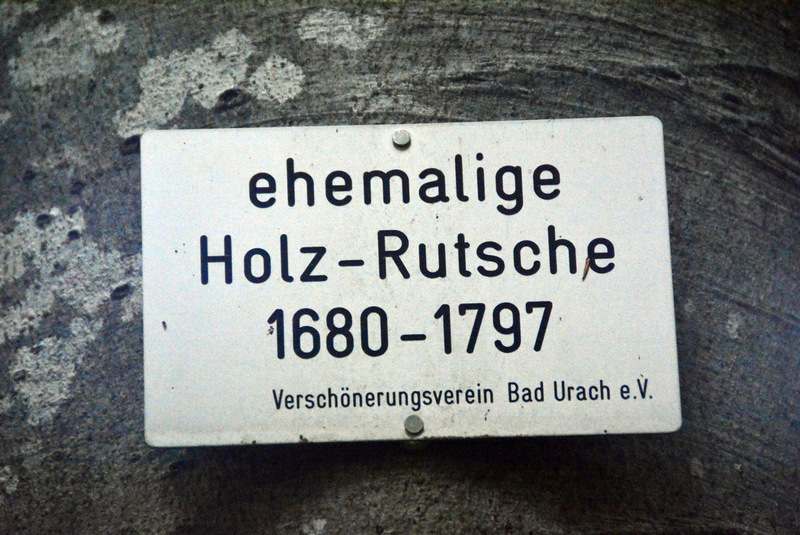 ehemalige
Holz-Rutsche
1680-1797
Verschönerungsverein Bad Urach e.V.